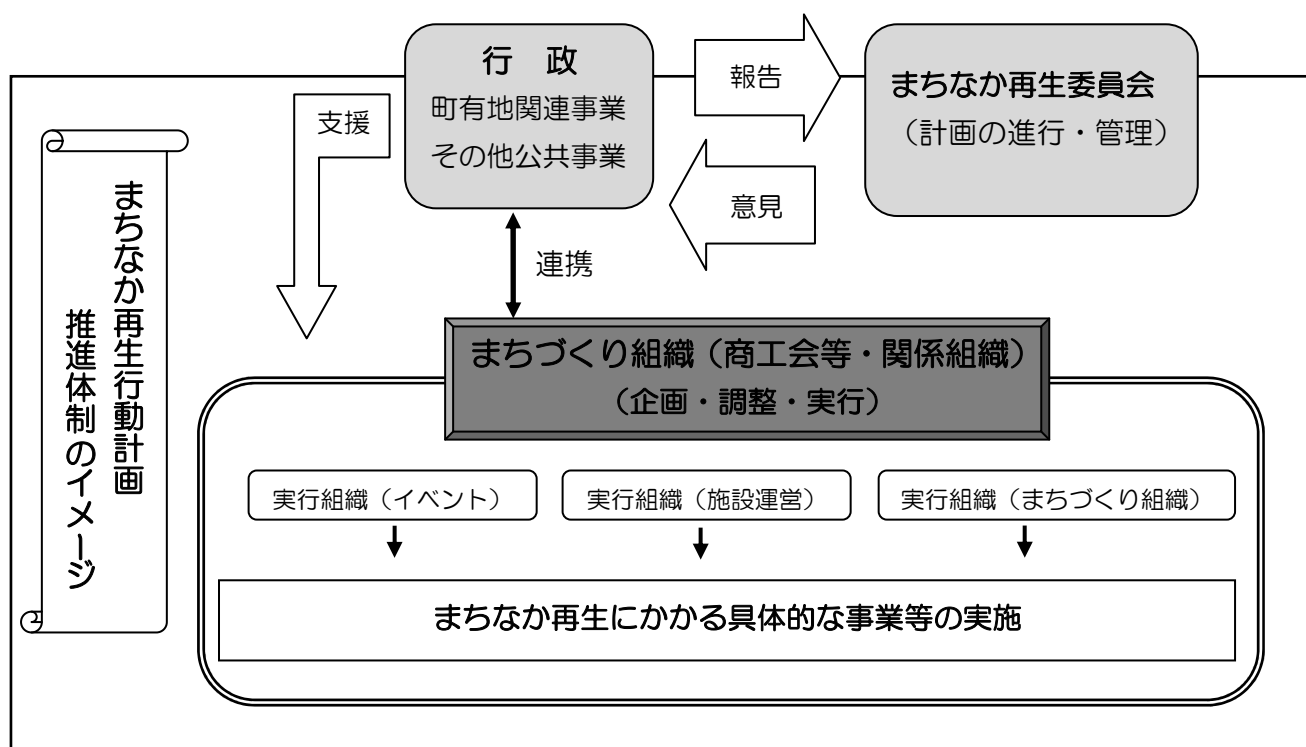 行　政
町有地関連事業
その他公共事業
報告
まちなか再生委員会
（計画の進行・管理）
支援
意見
連携
まちなか再生行動計画
推進体制のイメージ
まちづくり組織（商工会等・関係組織）
（企画・調整・実行）
実行組織（イベント）
実行組織（施設運営）
実行組織（まちづくり組織）
まちなか再生にかかる具体的な事業等の実施